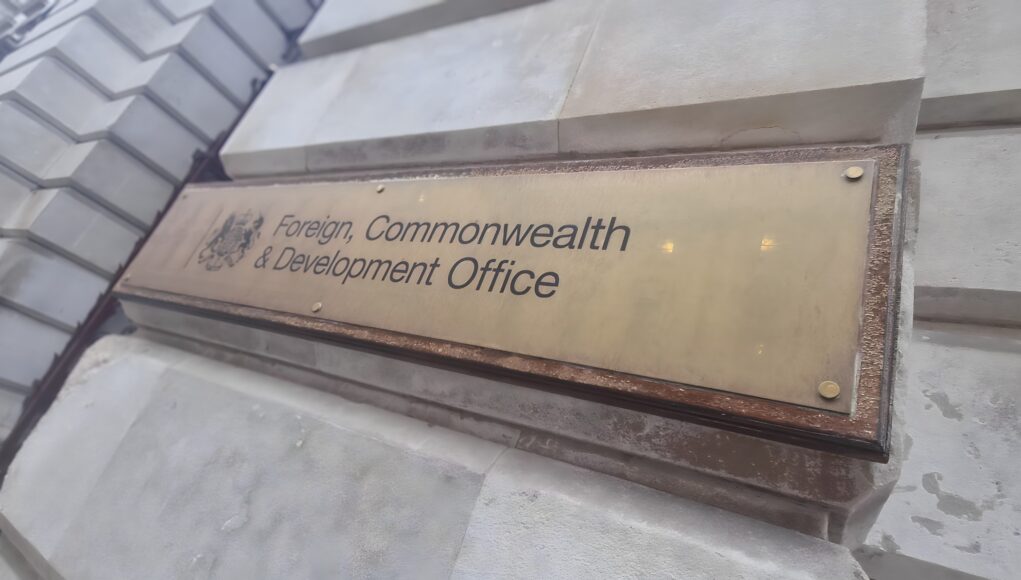 Foreign, Commonwealth
& Development Office